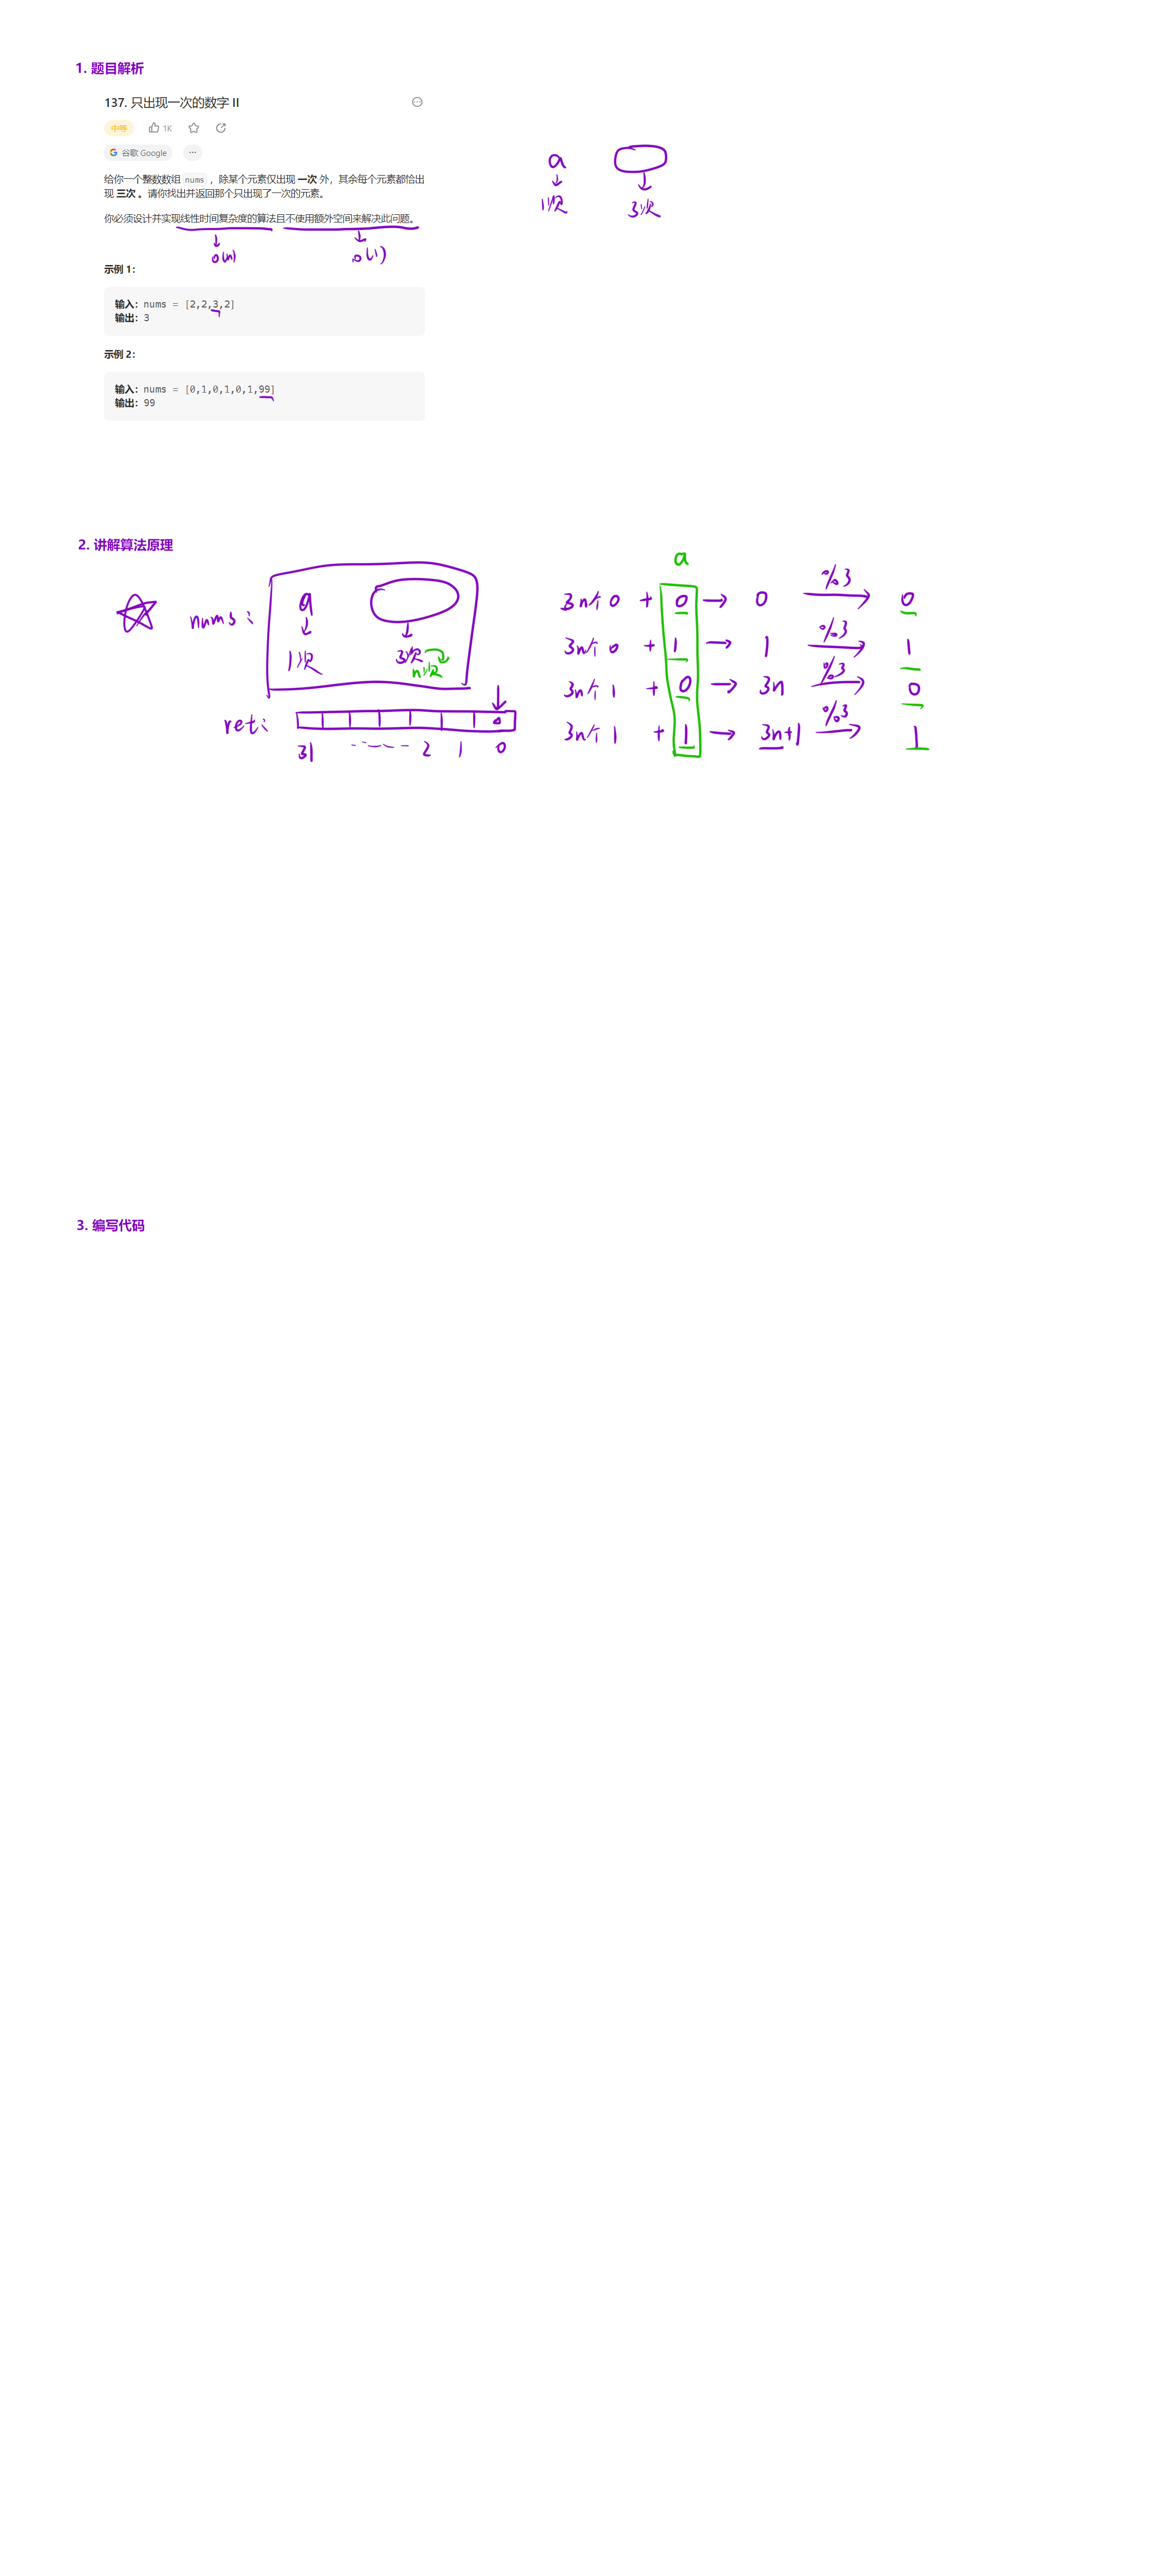 1. 题目解析
137. 只出现一次的数字 II
中等 1K
谷歌 Google ...
给你一个整数数组 nums ，除某个元素仅出现 一次 外，其余每个元素都恰出
现 三次 。请你找出并返回那个只出现了一次的元素。
你必须设计并实现线性时间复杂度的算法且不使用额外空间来解决此问题。
O(n) O(1)
a
1次 3次
示例 1：
输入：nums = [2,2,3,2]
输出：3
示例 2：
输入：nums = [0,1,0,1,0,1,99]
输出：99
2. 讲解算法原理
nums：
a
1次 3次
n次
ret：
0
31 2 1 0
a
3n个0 + 0 → 0 %3 0
3n个0 + 1 → 1 %3 1
3n个1 + 0 → 3n %3 0
3n个1 + 1 → 3n+1 %3 1
3. 编写代码